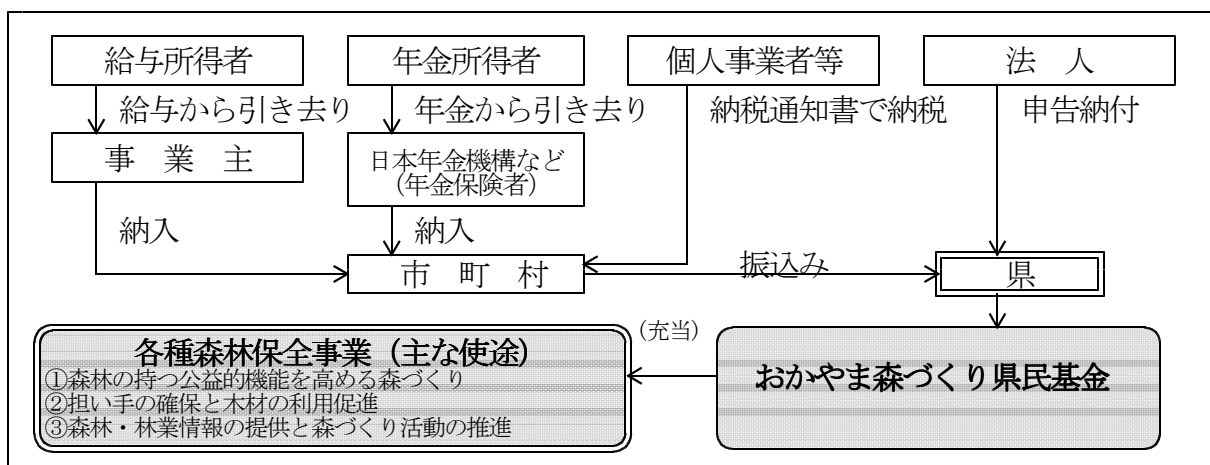 給与所得者
年金所得者
個人事業者等
法　人
給与から引き去り
年金から引き去り
納税通知書で納税
申告納付
事　業　主
日本年金機構など
（年金保険者）
納入
納入
市　町　村
振込み
県
（充当）
各種森林保全事業（主な使途）
①森林の持つ公益的機能を高める森づくり
②担い手の確保と木材の利用促進
③森林・林業情報の提供と森づくり活動の推進
おかやま森づくり県民基金